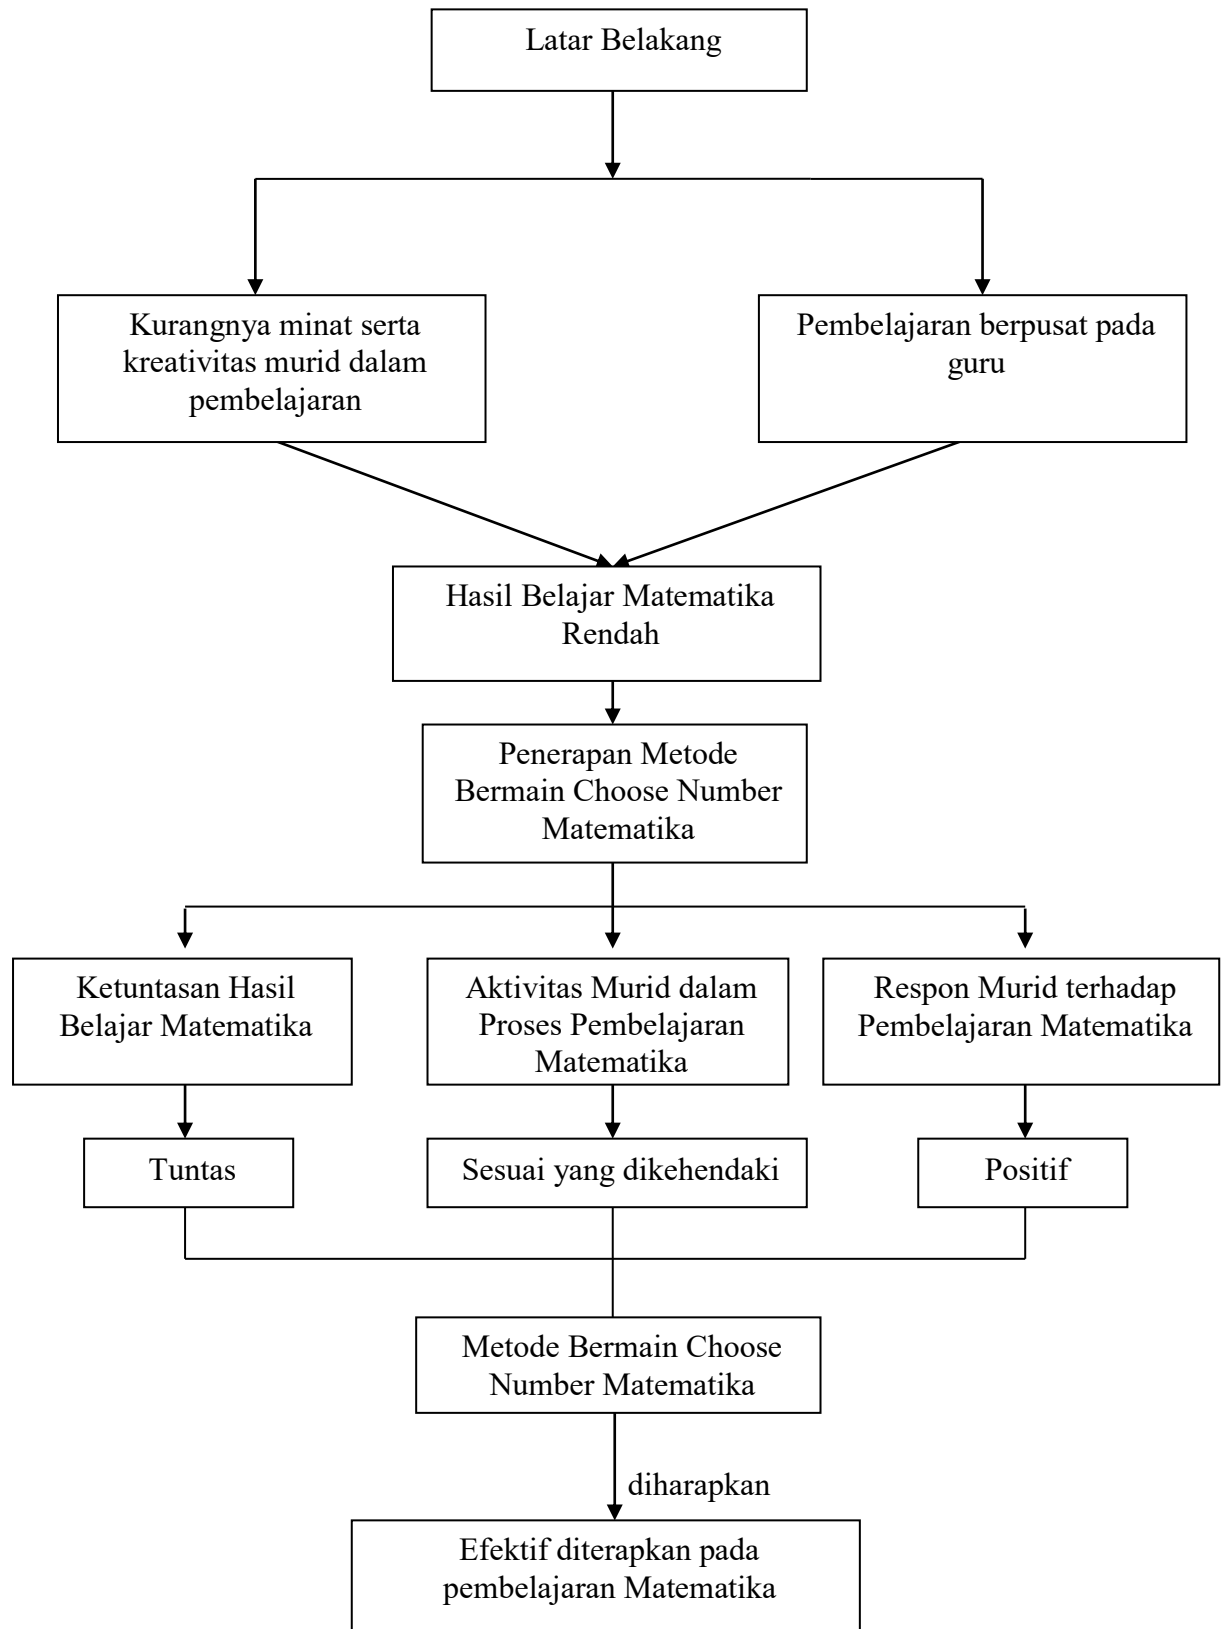 Latar Belakang
Kurangnya minat serta
kreativitas murid dalam
pembelajaran
Pembelajaran berpusat pada
guru
Hasil Belajar Matematika
Rendah
Penerapan Metode
Bermain Choose Number
Matematika
Ketuntasan Hasil
Belajar Matematika
Aktivitas Murid dalam
Proses Pembelajaran
Matematika
Respon Murid terhadap
Pembelajaran Matematika
Tuntas
Sesuai yang dikehendaki
Positif
Metode Bermain Choose
Number Matematika
diharapkan
Efektif diterapkan pada
pembelajaran Matematika